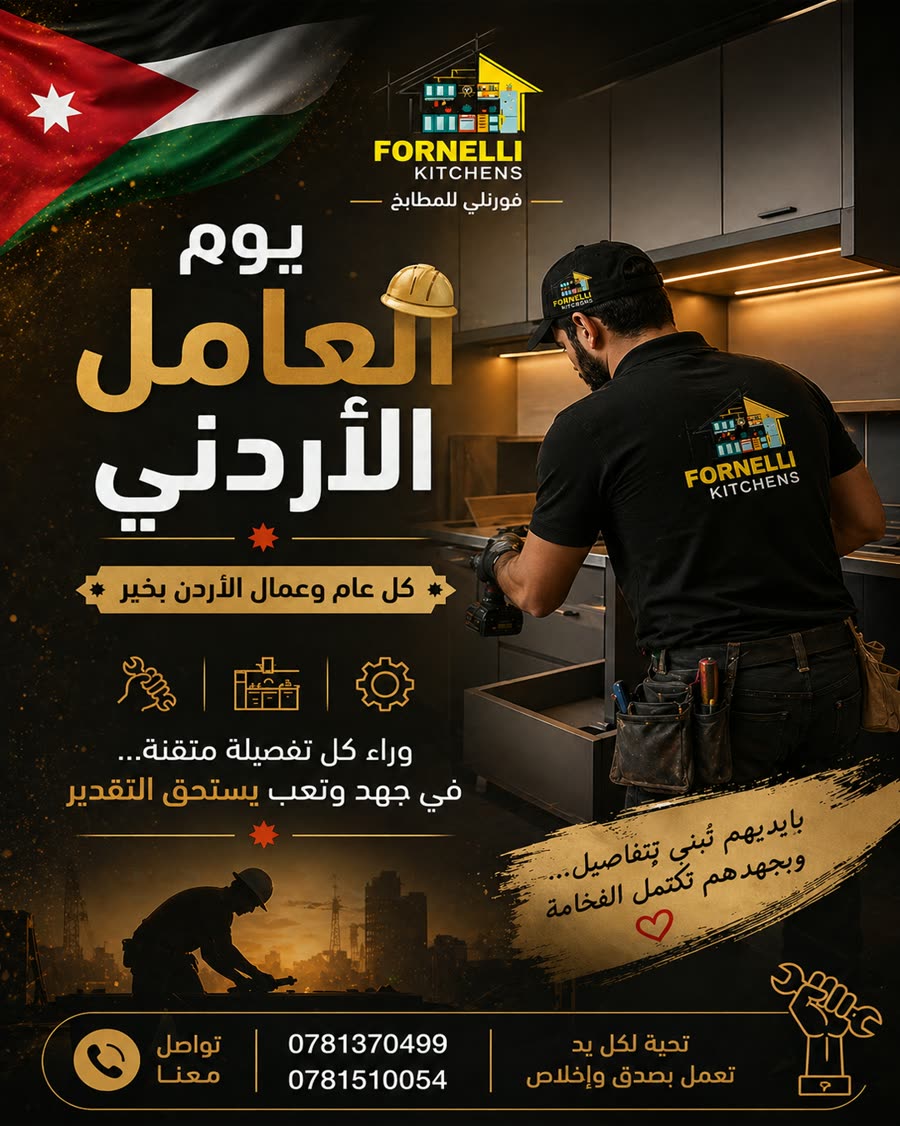 FORNELLI
KITCHENS
فورنلي للمطابخ
يوم
العامل
الأردني
كل عام وعمال الأردن بخير
وراء كل تفصيلة متقنة...
في جهد وتعب يستحق التقدير
FORNELLI
KITCHENS
FORNELLI
KITCHENS
بايديهم تُبنى تٍتفاصيل...
وبجهدهم تكتمُل الفخامة
تحية لكل يد
تعمل بصدق وإخلاص
0781370499
0781510054
تواصل
معنا